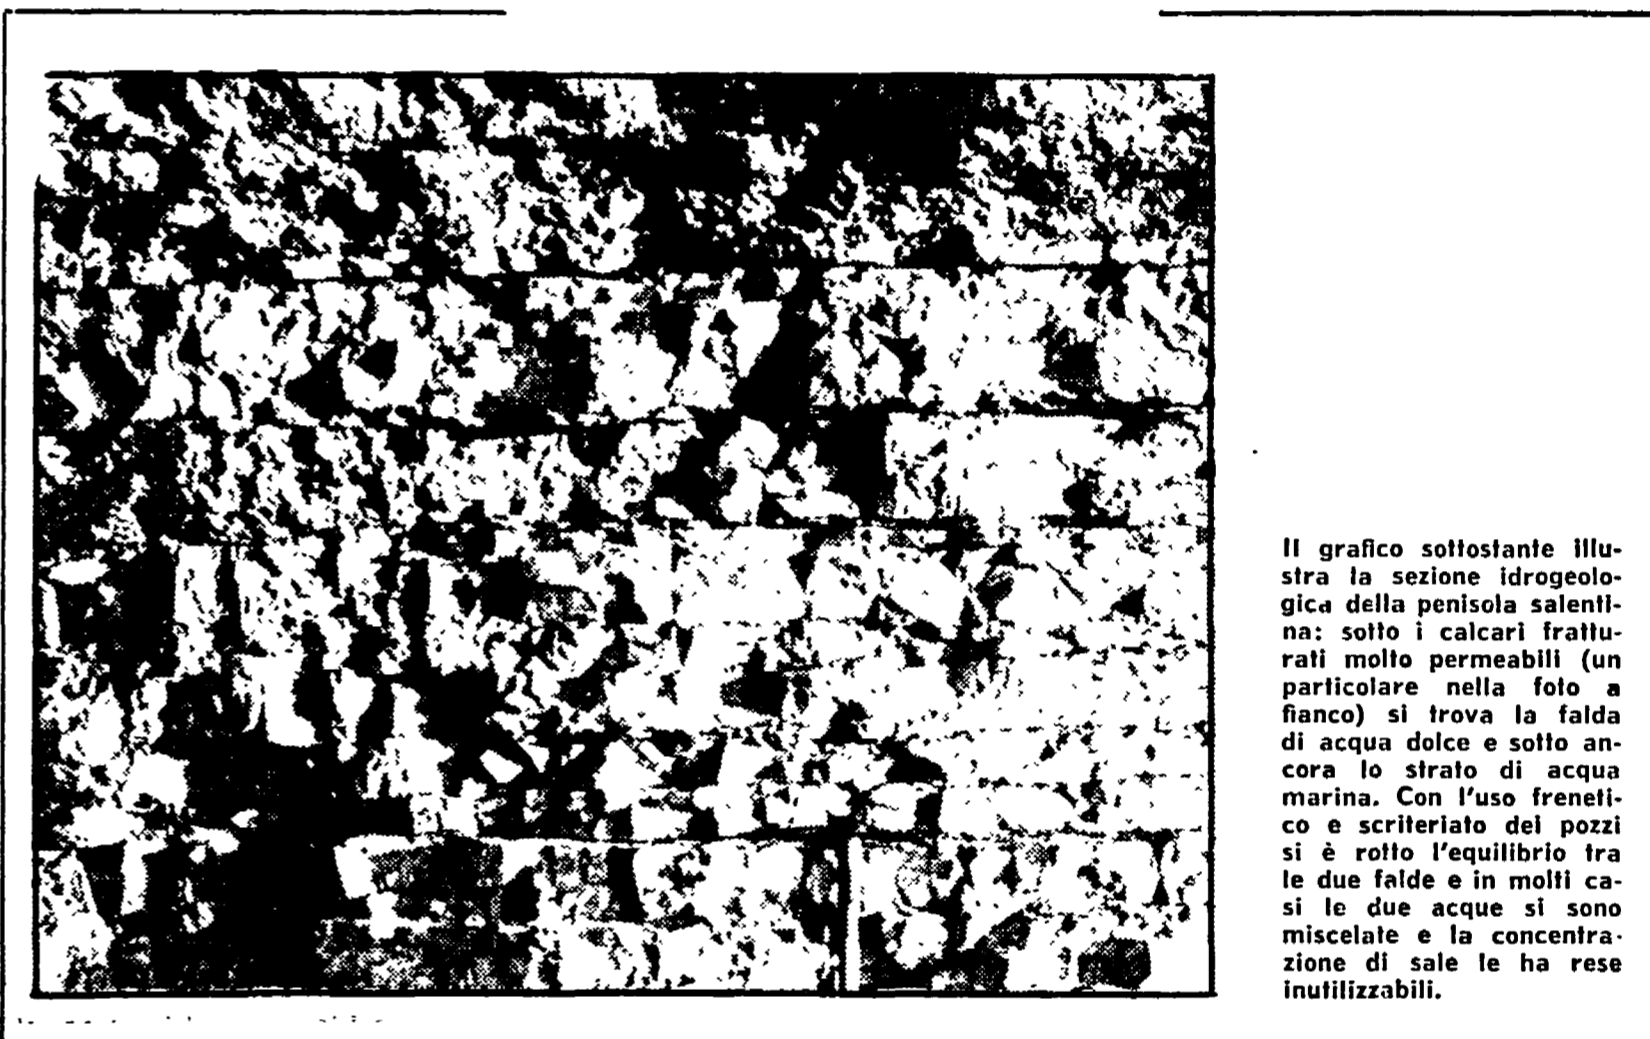 Il grafico sottostante illu-
stra la sezione idrogeolo-
gica della penisola salenti-
na: sotto i calcari frattu-
rati molto permeabili (un
particolare nella foto a
fianco) si trova la falda
di acqua dolce e sotto an-
cora lo strato di acqua
marina. Con l'uso freneti-
co e scriteriato dei pozzi
si è rotto l'equilibrio tra
le due falde e in molti ca-
si le due acque si sono
miscelate e la concentra-
zione di sale le ha rese
inutilizzabili.